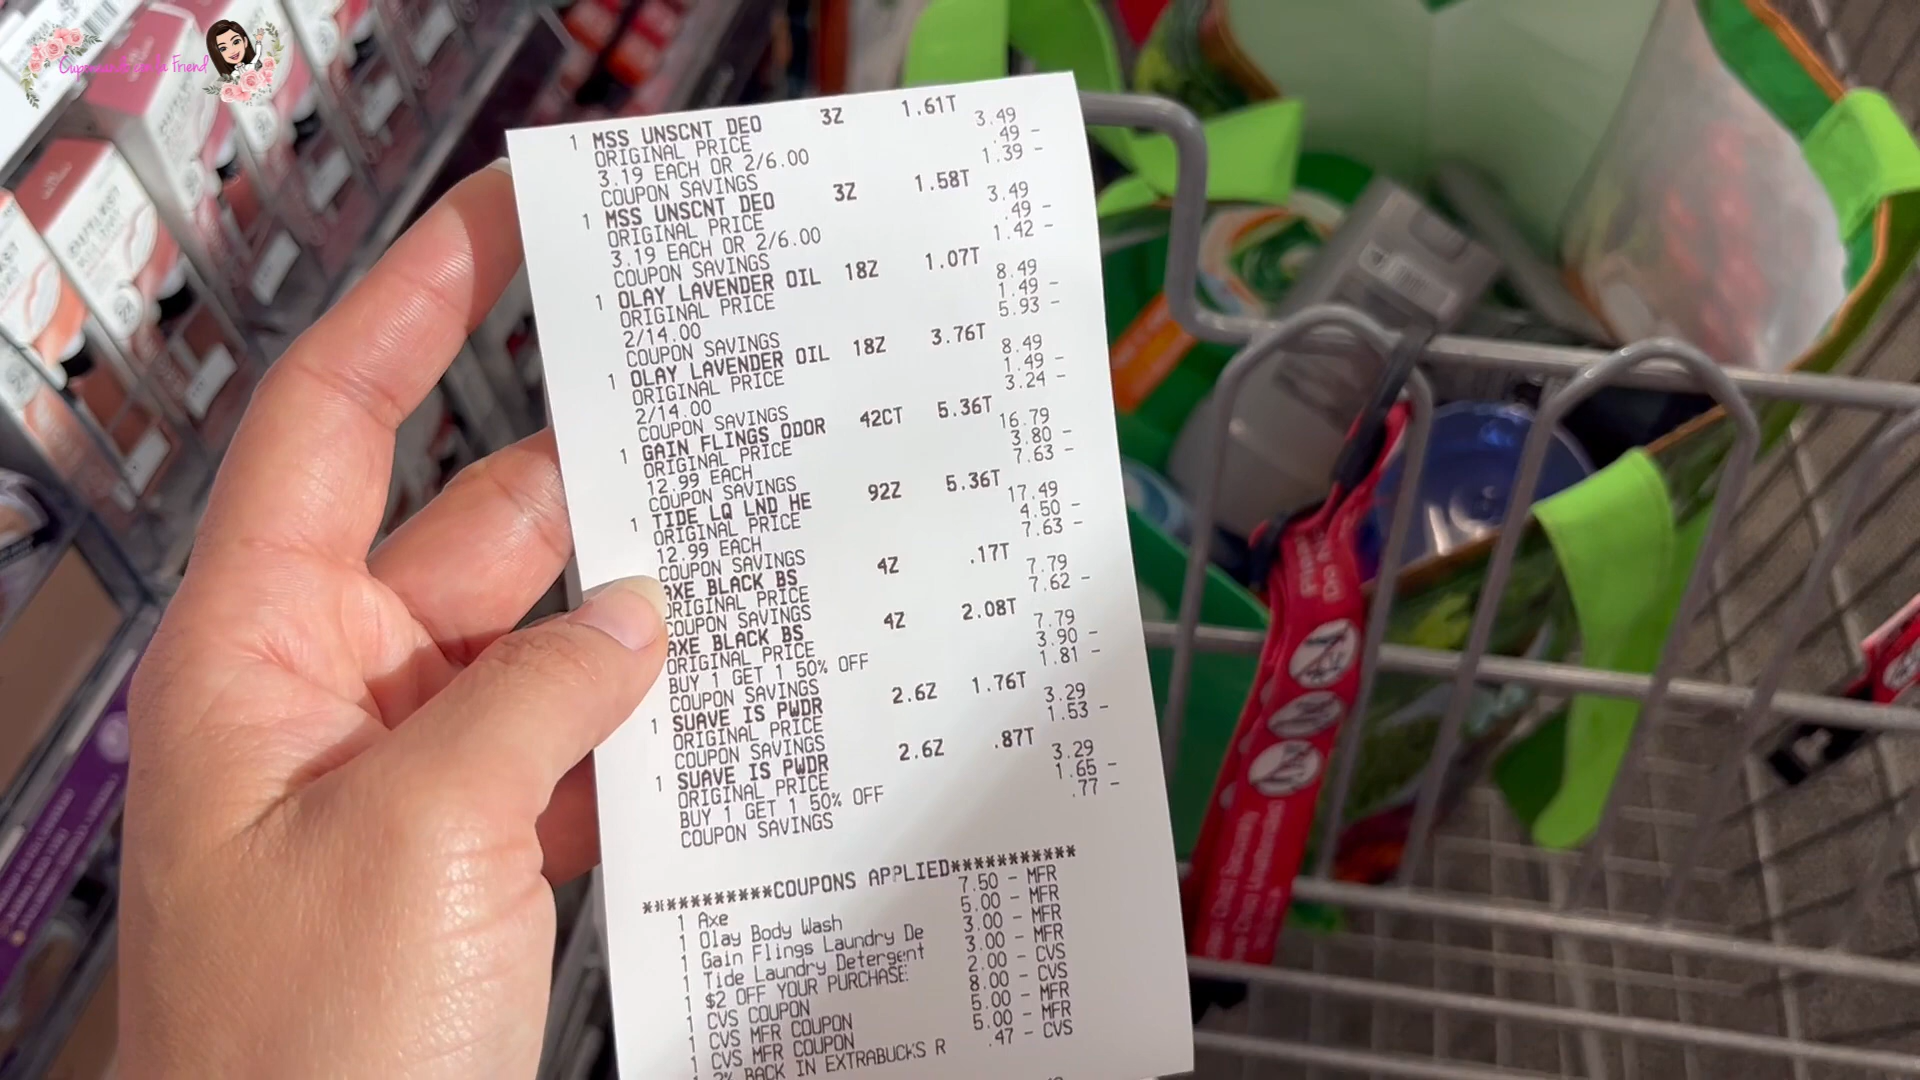 Cuponeando con la Friend
1 MSS UNSCNT DEO 3Z 1.61T
ORIGINAL PRICE 3.49
3.19 EACH OR 2/6.00 .49 -
COUPON SAVINGS 1.39 -
1 MSS UNSCNT DEO 3Z 1.58T
ORIGINAL PRICE 3.49
3.19 EACH OR 2/6.00 .49 -
COUPON SAVINGS 1.42 -
1 OLAY LAVENDER OIL 18Z 1.07T
ORIGINAL PRICE 8.49
2/14.00 1.49 -
COUPON SAVINGS 5.93 -
1 OLAY LAVENDER OIL 18Z 3.76T
ORIGINAL PRICE 8.49
2/14.00 1.49 -
COUPON SAVINGS 3.24 -
1 GAIN FLINGS ODOR 42CT 5.36T
ORIGINAL PRICE 16.79
12.99 EACH 3.80 -
COUPON SAVINGS 7.63 -
1 TIDE LQ LND HE 92Z 5.36T
ORIGINAL PRICE 17.49
12.99 EACH 4.50 -
COUPON SAVINGS 7.63 -
AXE BLACK BS 4Z .17T
ORIGINAL PRICE 7.79
COUPON SAVINGS 7.62 -
AXE BLACK BS 4Z 2.08T
ORIGINAL PRICE 7.79
BUY 1 GET 1 50% OFF 3.90 -
COUPON SAVINGS 1.81 -
1 SUAVE IS PWDR 2.6Z 1.76T
ORIGINAL PRICE 3.29
COUPON SAVINGS 1.53 -
1 SUAVE IS PWDR 2.6Z .87T
ORIGINAL PRICE 3.29
BUY 1 GET 1 50% OFF 1.65 -
COUPON SAVINGS .77 -
***********COUPONS APPLIED***********
1 Axe 7.50 - MFR
1 Olay Body Wash 5.00 - MFR
1 Gain Flings Laundry De 3.00 - MFR
1 Tide Laundry Detergent 3.00 - MFR
1 $2 OFF YOUR PURCHASE: 2.00 - CVS
1 CVS COUPON 8.00 - CVS
1 CVS MFR COUPON 5.00 - MFR
1 CVS MFR COUPON 5.00 - MFR
1 2% BACK IN EXTRABUCKS R .47 - CVS